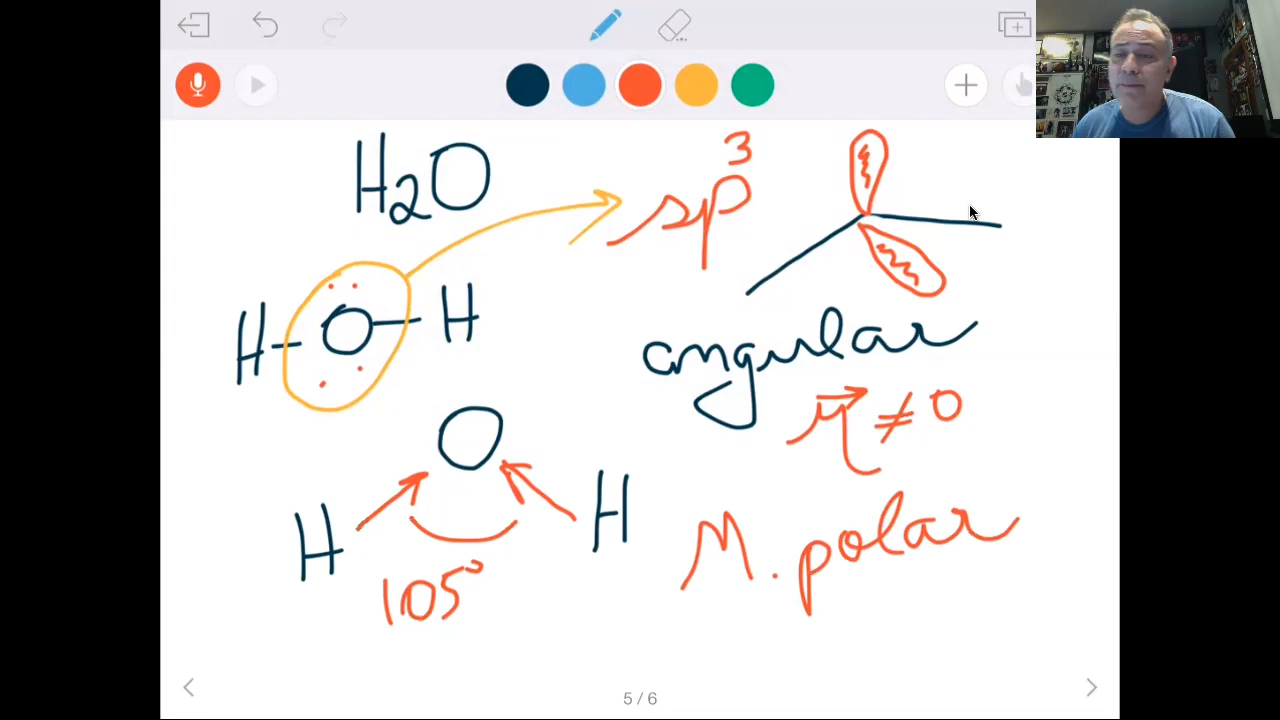 H2O
sp³
H-O-H
angular
μ⃗ ≠ 0
O
H H
105°
M. polar
5 / 6